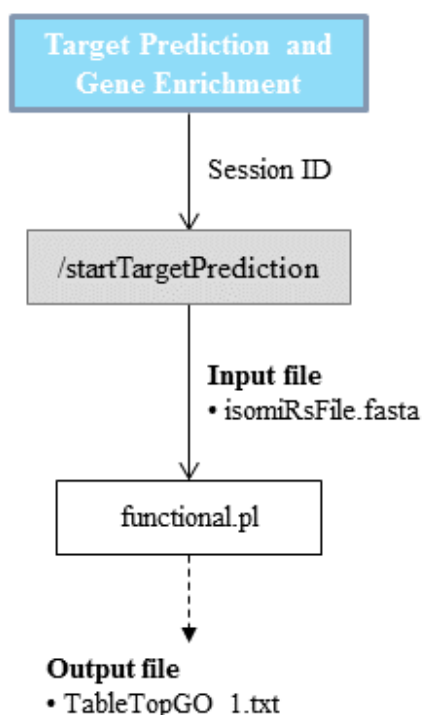 Target Prediction and
Gene Enrichment
Session ID
/startTargetPrediction
Input file
• isomiRsFile.fasta
functional.pl
Output file
• TableTopGO_1.txt